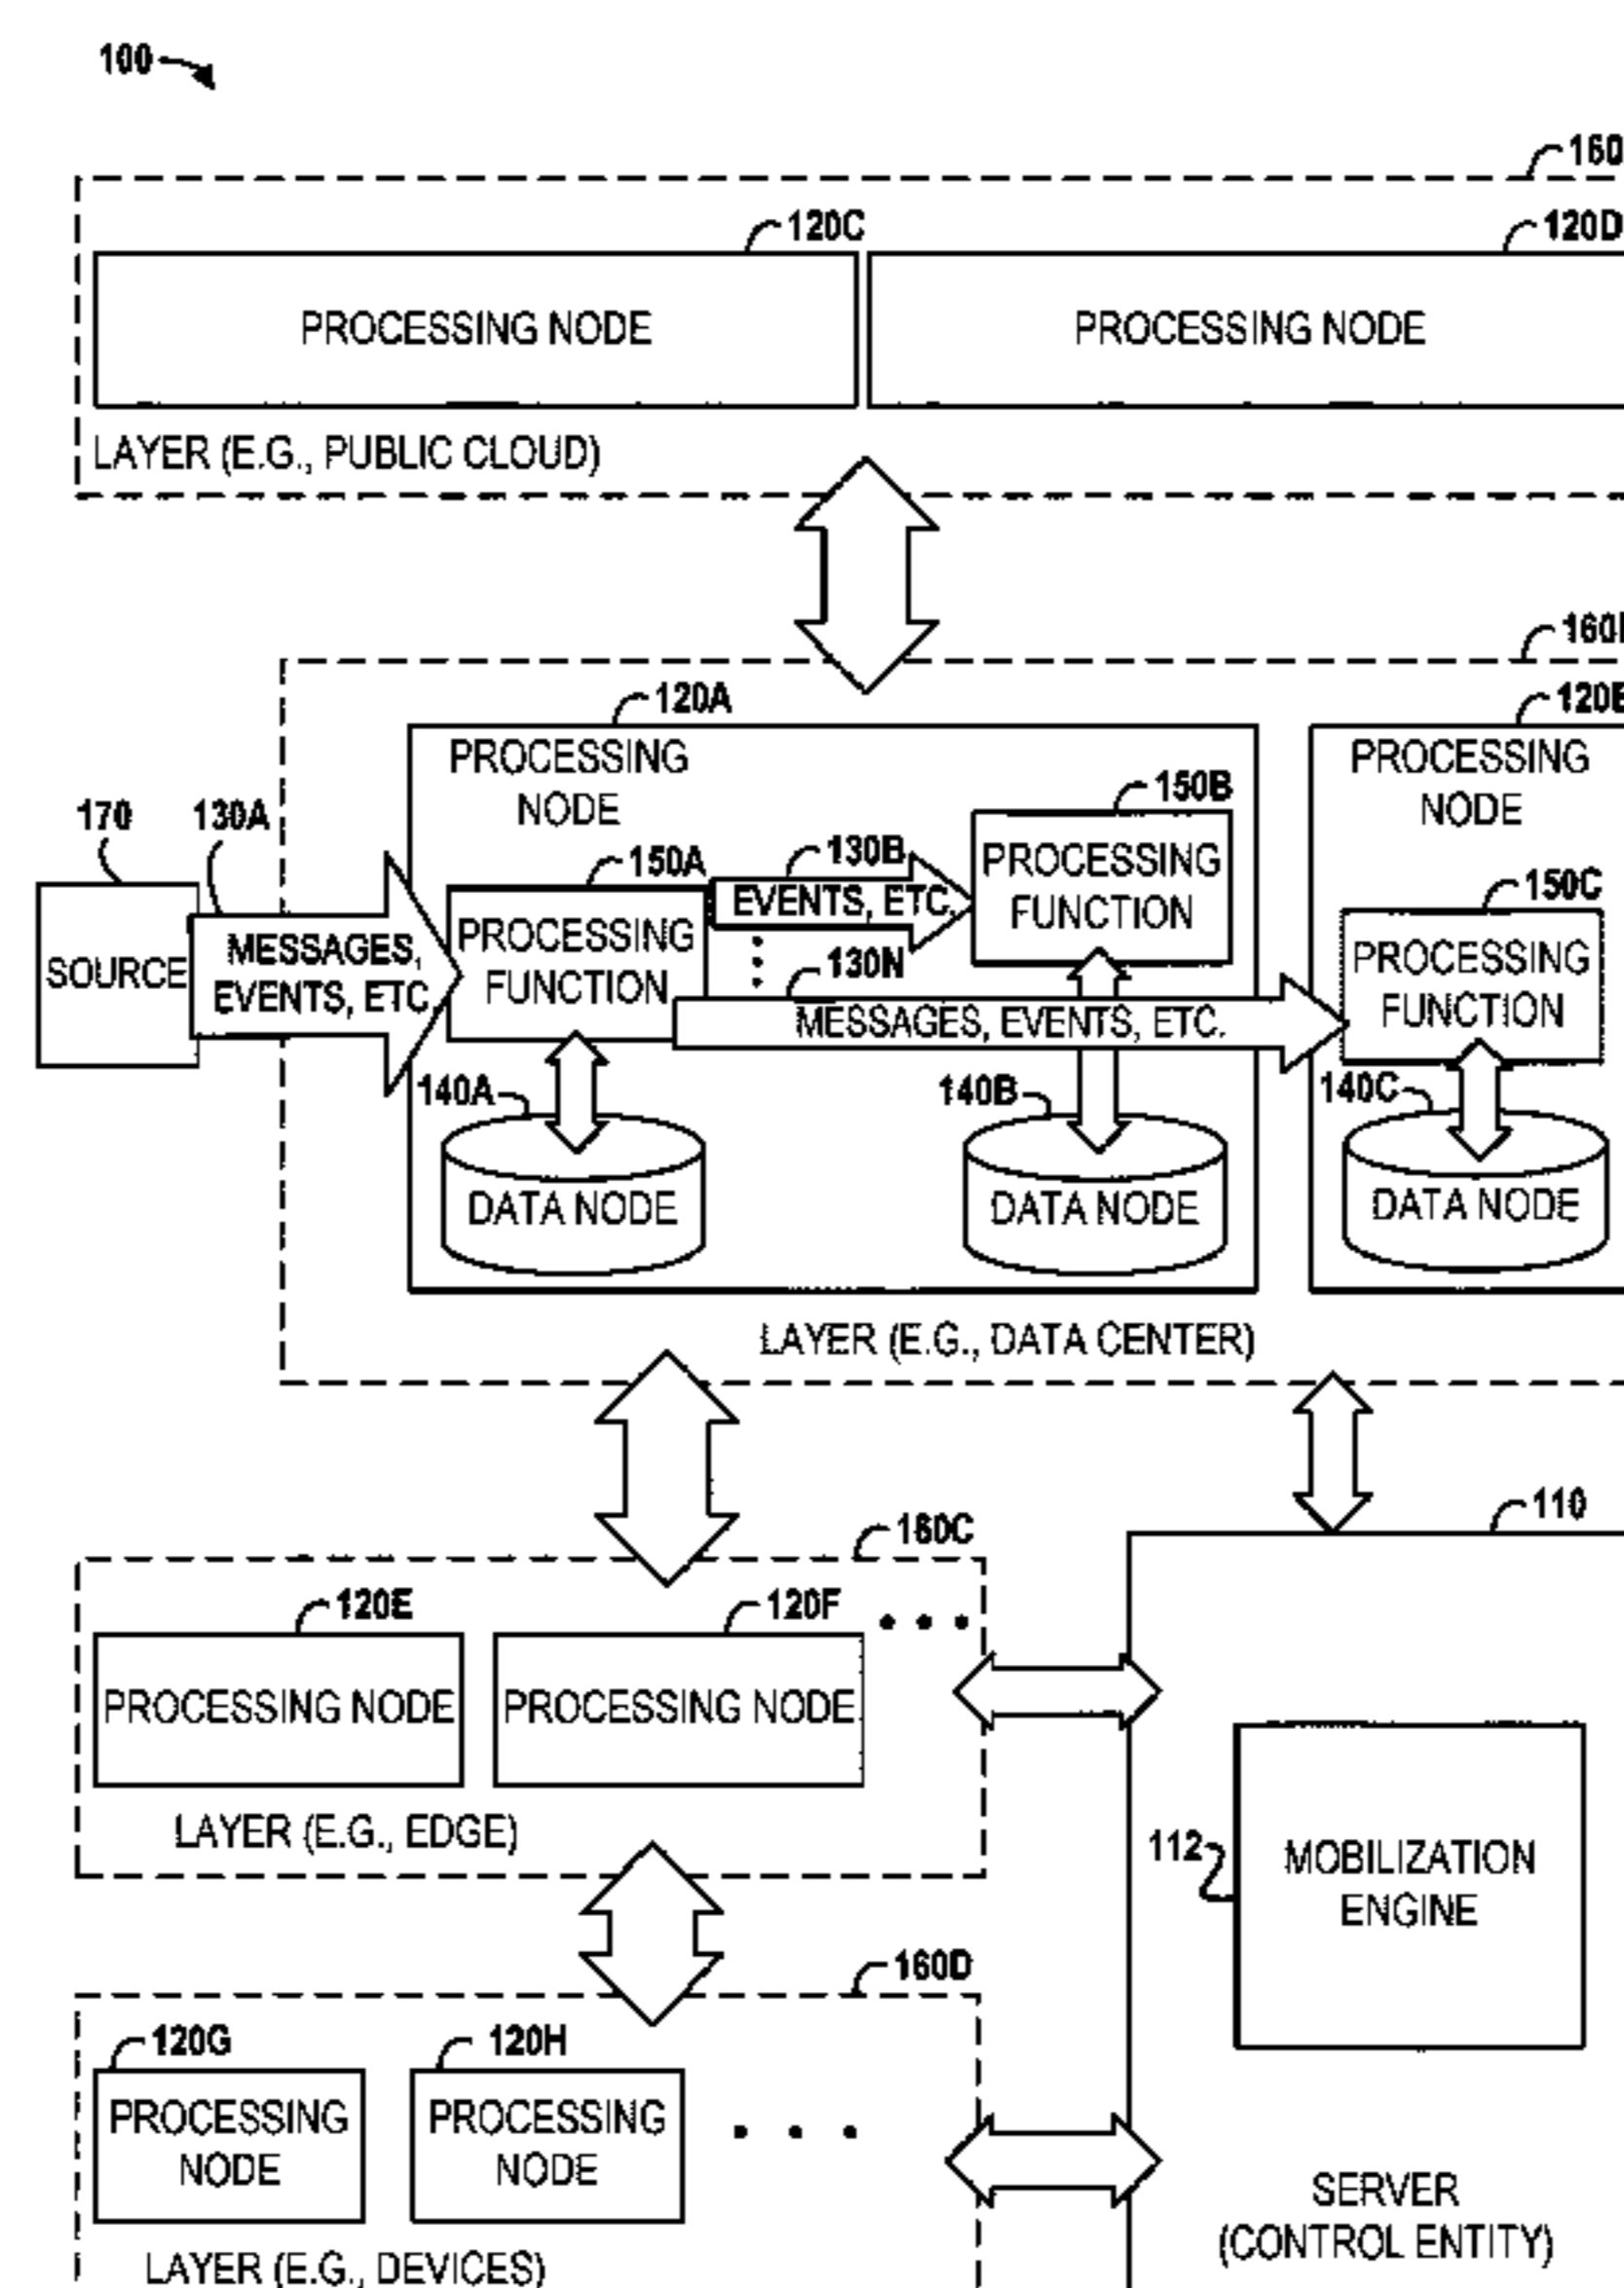 100
160
120C
120D
PROCESSING NODE
PROCESSING NODE
LAYER (E.G., PUBLIC CLOUD)
160
120A
PROCESSING
NODE
PROCESSING
NODE
170
130A
150A
130B
150B
150C
SOURCE
MESSAGES,
EVENTS, ETC.
PROCESSING
FUNCTION
EVENTS, ETC.
PROCESSING
FUNCTION
130N
MESSAGES, EVENTS, ETC.
PROCESSING
FUNCTION
140A
140B
140C
DATA NODE
DATA NODE
DATA NODE
LAYER (E.G., DATA CENTER)
110
160C
120E
120F
PROCESSING NODE
PROCESSING NODE
LAYER (E.G., EDGE)
112
MOBILIZATION
ENGINE
160D
120G
120H
PROCESSING
NODE
PROCESSING
NODE
LAYER (E.G., DEVICES)
SERVER
(CONTROL ENTITY)